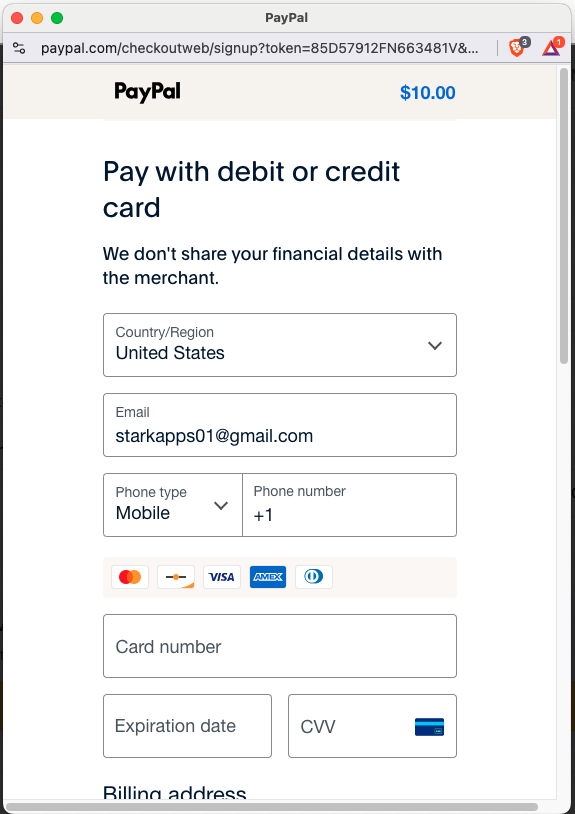 PayPal
paypal.com/checkoutweb/signup?token=85D57912FN663481V&...
3
1
PayPal
$10.00
Pay with debit or credit
card
We don't share your financial details with
the merchant.
Country/Region
United States
Email
starkapps01@gmail.com
Phone type
Mobile
Phone number
+1
VISA
AMEX
Card number
Expiration date
CVV
Billing address